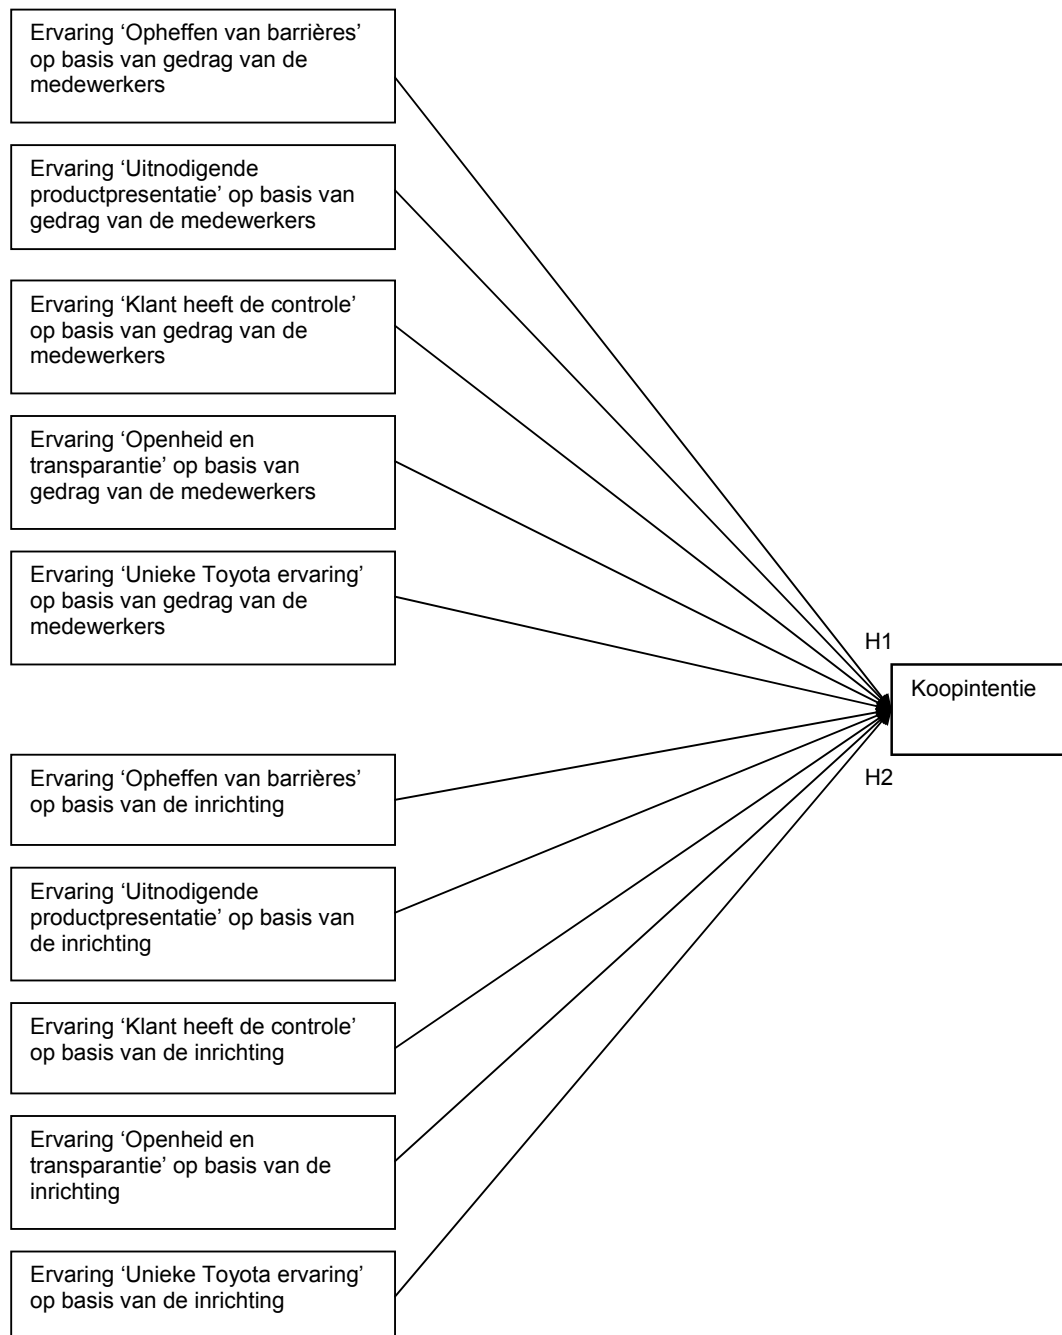 Ervaring ‘Opheffen van barrières’
op basis van gedrag van de
medewerkers
Ervaring ‘Uitnodigende
productpresentatie’ op basis van
gedrag van de medewerkers
Ervaring ‘Klant heeft de controle’
op basis van gedrag van de
medewerkers
Ervaring ‘Openheid en
transparantie’ op basis van
gedrag van de medewerkers
Ervaring ‘Unieke Toyota ervaring’
op basis van gedrag van de
medewerkers
H1
Koopintentie
H2
Ervaring ‘Opheffen van barrières’
op basis van de inrichting
Ervaring ‘Uitnodigende
productpresentatie’ op basis van
de inrichting
Ervaring ‘Klant heeft de controle’
op basis van de inrichting
Ervaring ‘Openheid en
transparantie’ op basis van de
inrichting
Ervaring ‘Unieke Toyota ervaring’
op basis van de inrichting